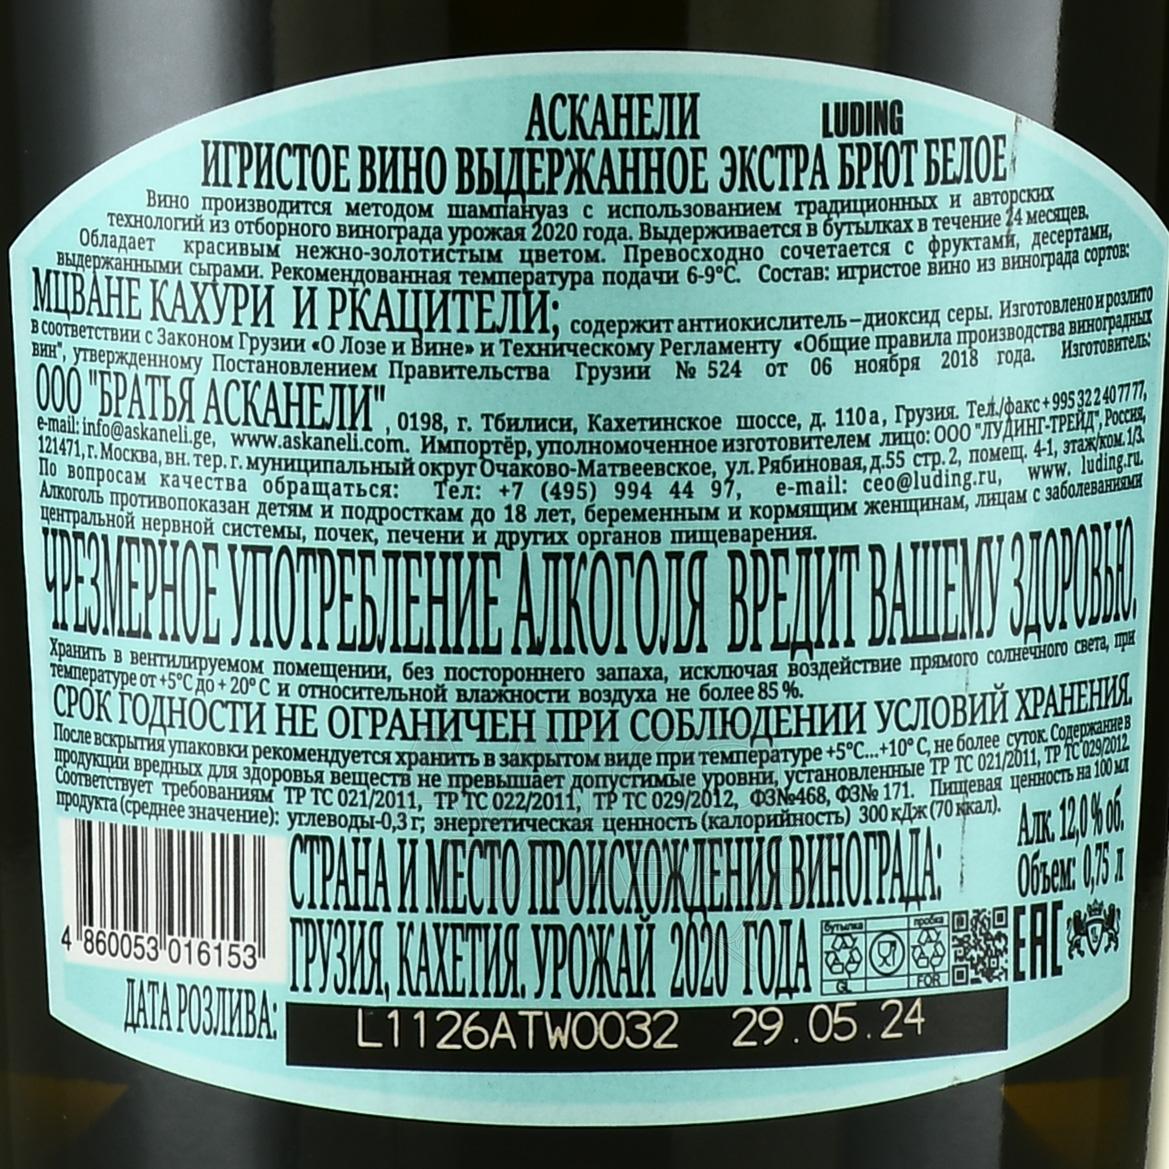 АСКАНЕЛИ LUDING
ИГРИСТОЕ ВИНО ВЫДЕРЖАННОЕ ЭКСТРА БРЮТ БЕЛОЕ
Вино производится методом шампануаз с использованием традиционных и авторских
технологий из отборного винограда урожая 2020 года. Выдерживается в бутылках в течение 24 месяцев.
Обладает красивым нежно-золотистым цветом. Превосходно сочетается с фруктами, десертами,
выдержанными сырами. Рекомендованная температура подачи 6-9°С. Состав: игристое вино из винограда сортов:
МЦВАНЕ КАХУРИ И РКАЦИТЕЛИ; содержит антиокислитель – диоксид серы. Изготовлено и розлито
в соответствии с Законом Грузии «О Лозе и Вине» и Техническому Регламенту «Общие правила производства виноградных
вин", утвержденному Постановлением Правительства Грузии № 524 от 06 ноября 2018 года. Изготовитель:
ООО "БРАТЬЯ АСКАНЕЛИ", 0198, г. Тбилиси, Кахетинское шоссе, д. 110 а, Грузия. Тел./факс +995 32 2 40 77 77,
e-mail: info@askaneli.ge, www.askaneli.com. Импортёр, уполномоченное изготовителем лицо: ООО "ЛУДИНГ-ТРЕЙД", Россия,
121471, г. Москва, вн. тер. г. муниципальный округ Очаково-Матвеевское, ул. Рябиновая, д.55 стр. 2, помещ. 4-1, этаж/ком. 1/3.
По вопросам качества обращаться: Тел: +7 (495) 994 44 97, e-mail: ceo@luding.ru, www. luding.ru.
Алкоголь противопоказан детям и подросткам до 18 лет, беременным и кормящим женщинам, лицам с заболеваниями
центральной нервной системы, почек, печени и других органов пищеварения.
ЧРЕЗМЕРНОЕ УПОТРЕБЛЕНИЕ АЛКОГОЛЯ ВРЕДИТ ВАШЕМУ ЗДОРОВЬЮ.
Хранить в вентилируемом помещении, без постороннего запаха, исключая воздействие прямого солнечного света, при
температуре от +5°С до + 20° С и относительной влажности воздуха не более 85 %.
СРОК ГОДНОСТИ НЕ ОГРАНИЧЕН ПРИ СОБЛЮДЕНИИ УСЛОВИЙ ХРАНЕНИЯ.
После вскрытия упаковки рекомендуется хранить в закрытом виде при температуре +5°С...+10° С, не более суток. Содержание в
продукции вредных для здоровья веществ не превышает допустимые уровни, установленные ТР ТС 021/2011, ТР ТС 029/2012.
Соответствует требованиям ТР ТС 021/2011, ТР ТС 022/2011, ТР ТС 029/2012, ФЗ№468, ФЗ№ 171. Пищевая ценность на 100 мл
продукта (среднее значение): углеводы-0,3 г; энергетическая ценность (калорийность) 300 кДж (70 ккал).
Алк. 12,0 % об.
Объем: 0,75 л
СТРАНА И МЕСТО ПРОИСХОЖДЕНИЯ ВИНОГРАДА:
ГРУЗИЯ, КАХЕТИЯ. УРОЖАЙ 2020 ГОДА
бутылка пробка
GL FOR
EAC
4 860053 016153
ДАТА РОЗЛИВА: L1126ATW0032 29.05.24